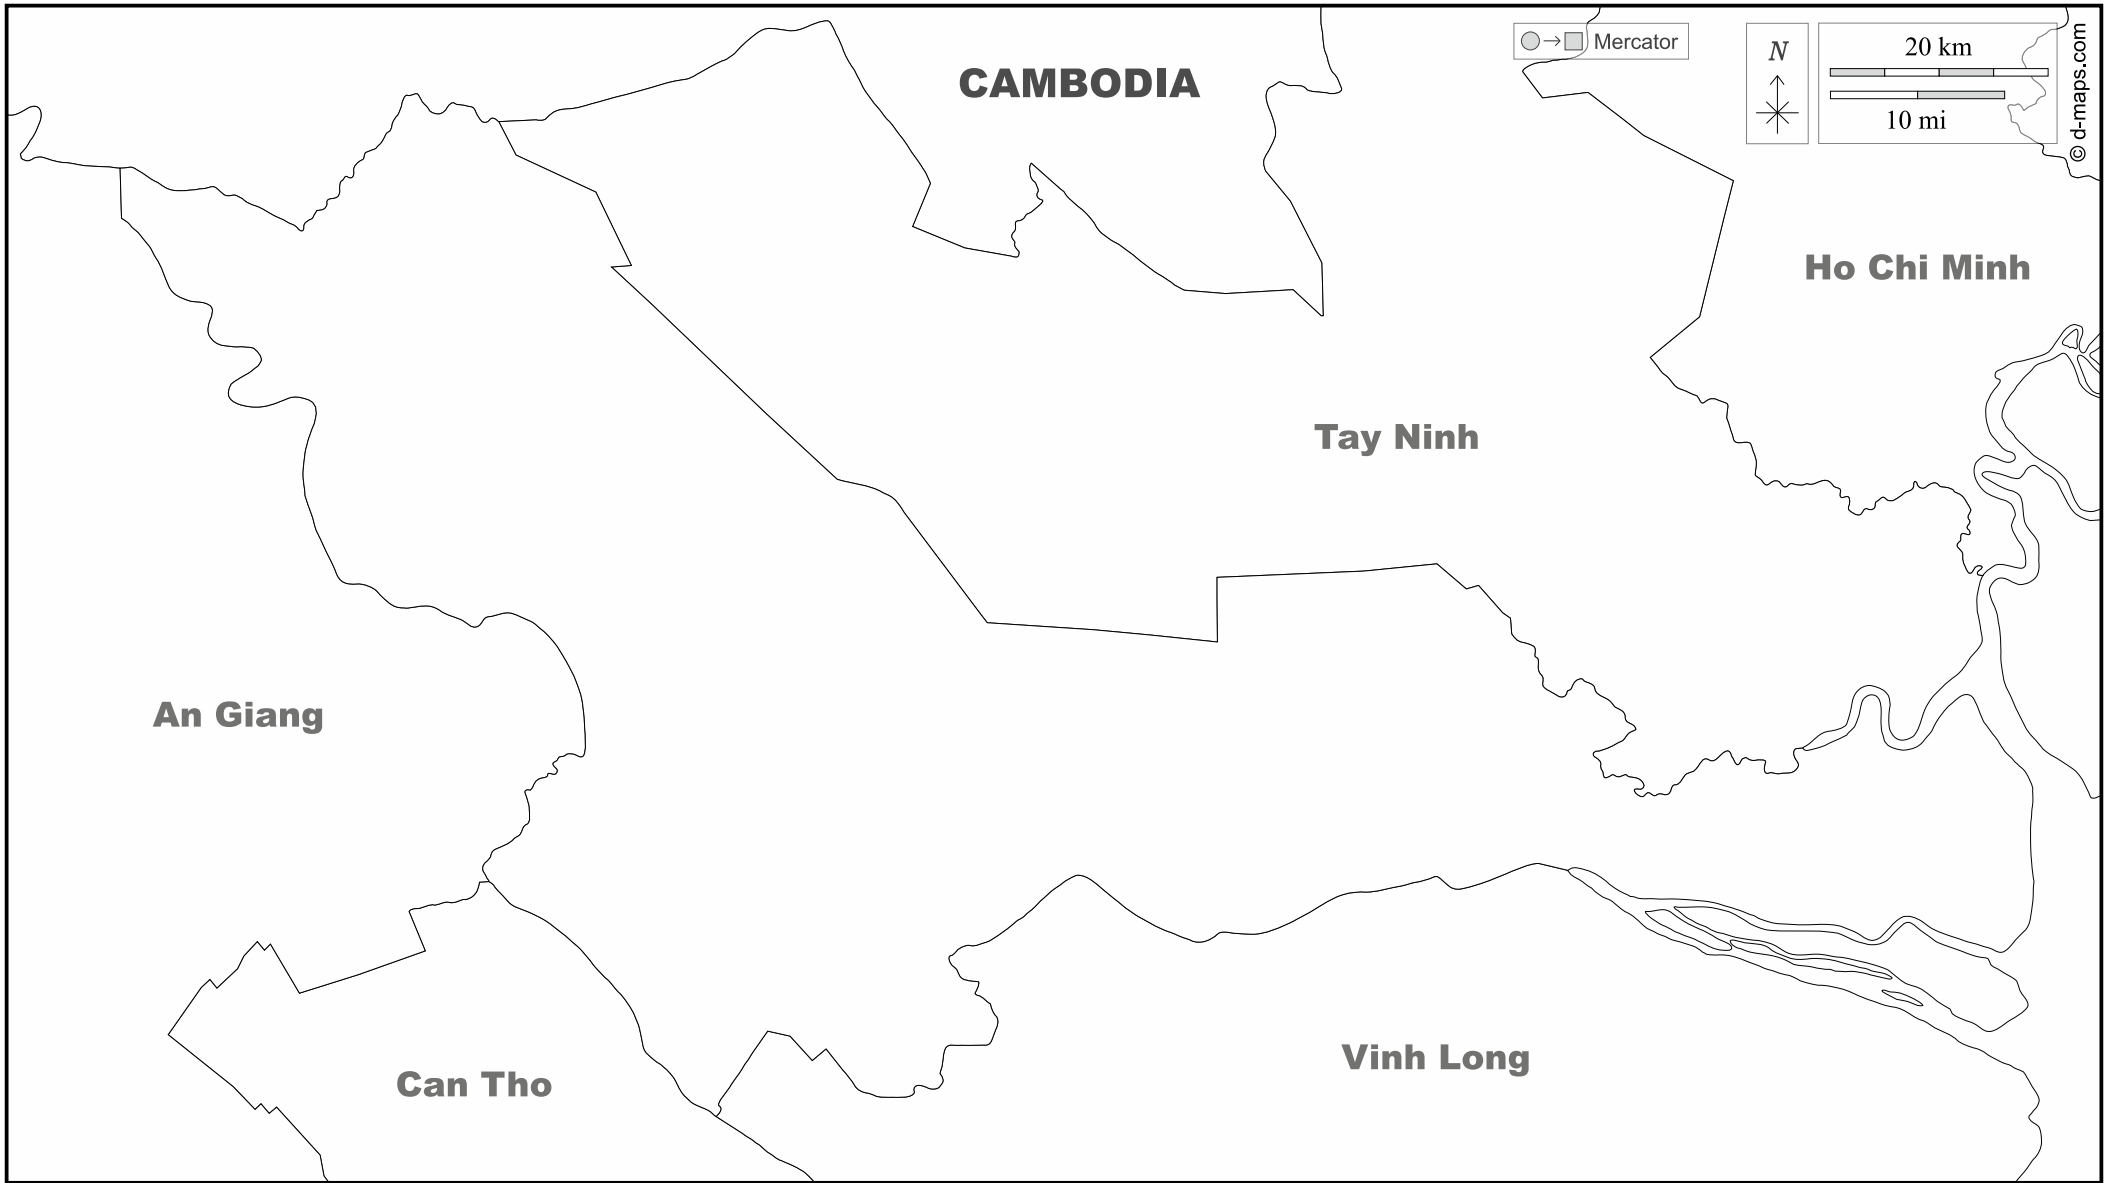 CAMBODIA
Mercator
N
20 km
10 mi
© d-maps.com
Ho Chi Minh
Tay Ninh
An Giang
Can Tho
Vinh Long